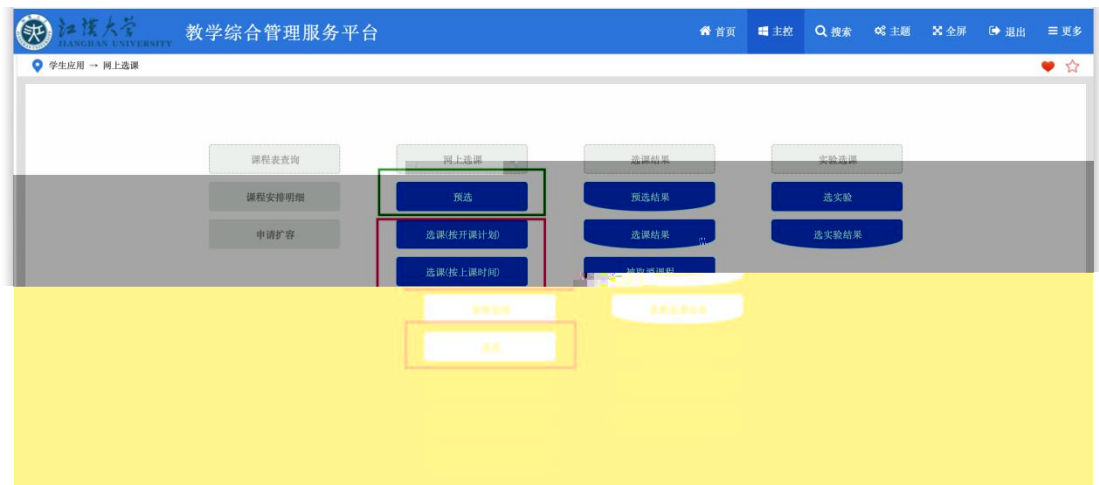 江汉大学 JIANGHAN UNIVERSITY 教学综合管理服务平台 首页 主控 搜索 主题 全屏 退出 更多
学生应用 → 网上选课
课程表查询 网上选课 选课结果 实验选课
课程安排明细 预选 预选结果 选实验
申请扩容 选课(按开课计划) 选课结果 选实验结果
选课(按上课时间) 被取消课程